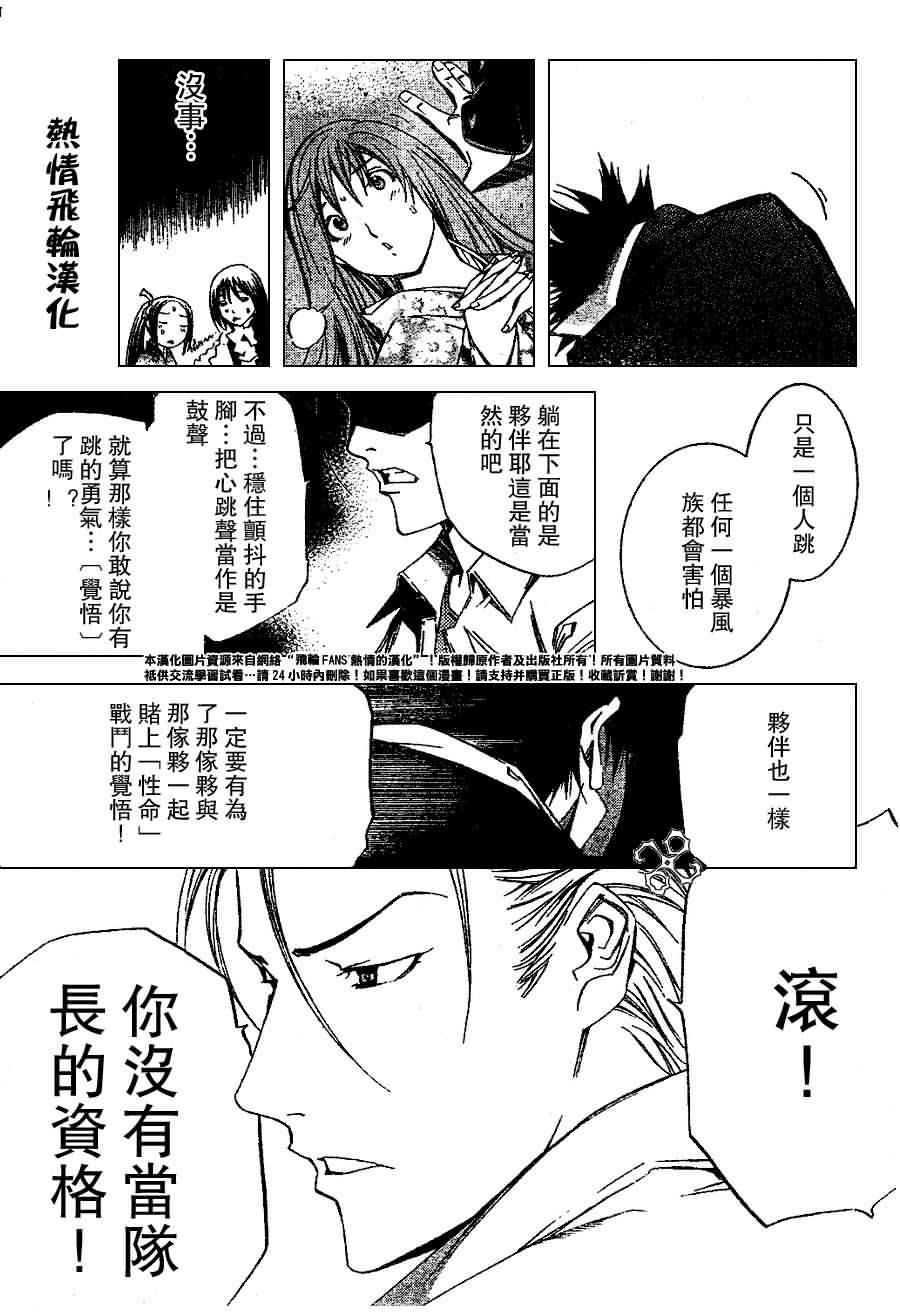 沒事…
熱情飛輪漢化
只是一個人跳
任何一個暴風
族都會害怕
躺在下面的是
夥伴耶這是當
然的吧
不過…穩住顫抖的手
腳…把心跳聲當作是
鼓聲
就算那樣你敢說你有
跳的勇氣…〔覺悟〕
了嗎？！
本漢化圖片資源來自網絡“飛輪FANS 熱情的漢化”！版權歸原作者及出版社所有！所有圖片資料
祗供交流學習試看…請24小時內刪除！如果喜歡這個漫畫！請支持并購買正版！收藏訢賞！謝謝！
夥伴也一樣
一定要有為
了那傢夥與
那傢夥一起
賭上「性命」
戰鬥的覺悟！
滾！
你沒有當隊
長的資格！